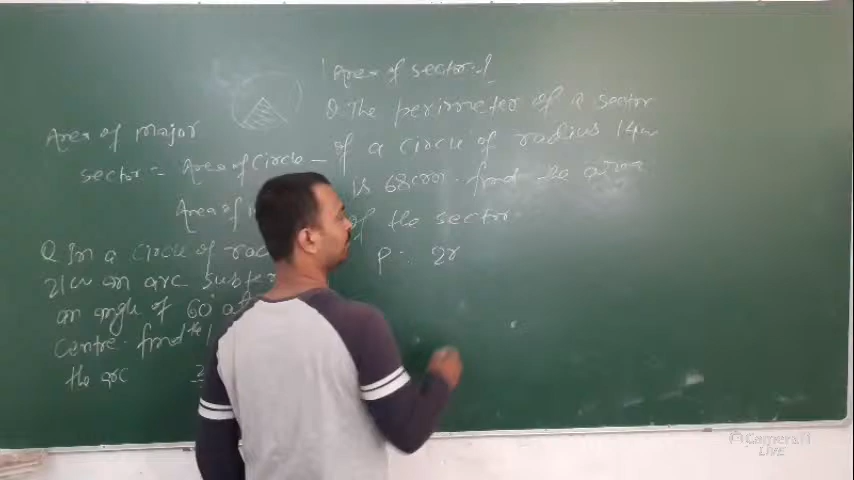 Area of major
sector :- Area of Circle -
Area of
Q In a circle of
21cm an arc
an angle of 60°
Centre. find the
the arc
Area of sector :-
Q. The perimeter of a sector
of a circle of radius 14cm
is 68cm. find the area
of the sector
P = 2r
CameraFi
LIVE